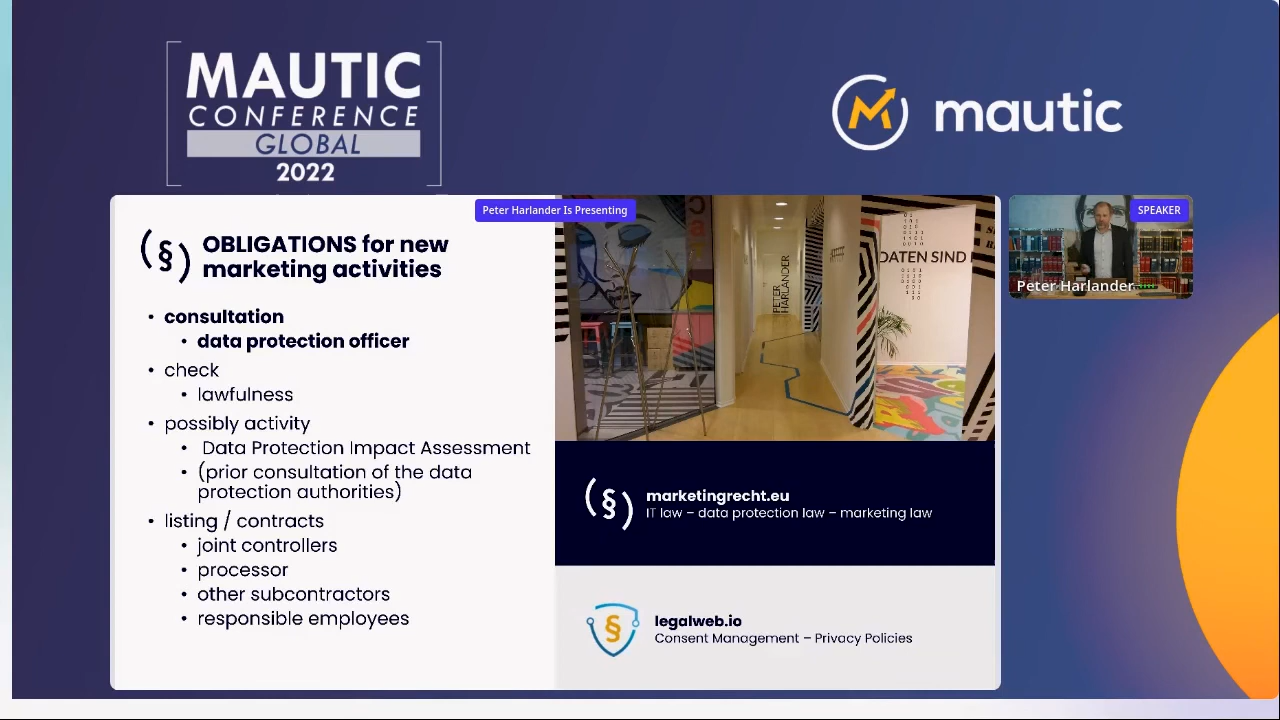 MAUTIC
CONFERENCE
GLOBAL
2022
mautic
Peter Harlander Is Presenting
SPEAKER
Peter Harlander
(§) OBLIGATIONS for new
marketing activities
• consultation
• data protection officer
• check
• lawfulness
• possibly activity
• Data Protection Impact Assessment
• (prior consultation of the data
protection authorities)
• listing / contracts
• joint controllers
• processor
• other subcontractors
• responsible employees
PETER
HARLANDER
DATEN SIND
(§) marketingrecht.eu
IT law – data protection law – marketing law
§ legalweb.io
Consent Management – Privacy Policies